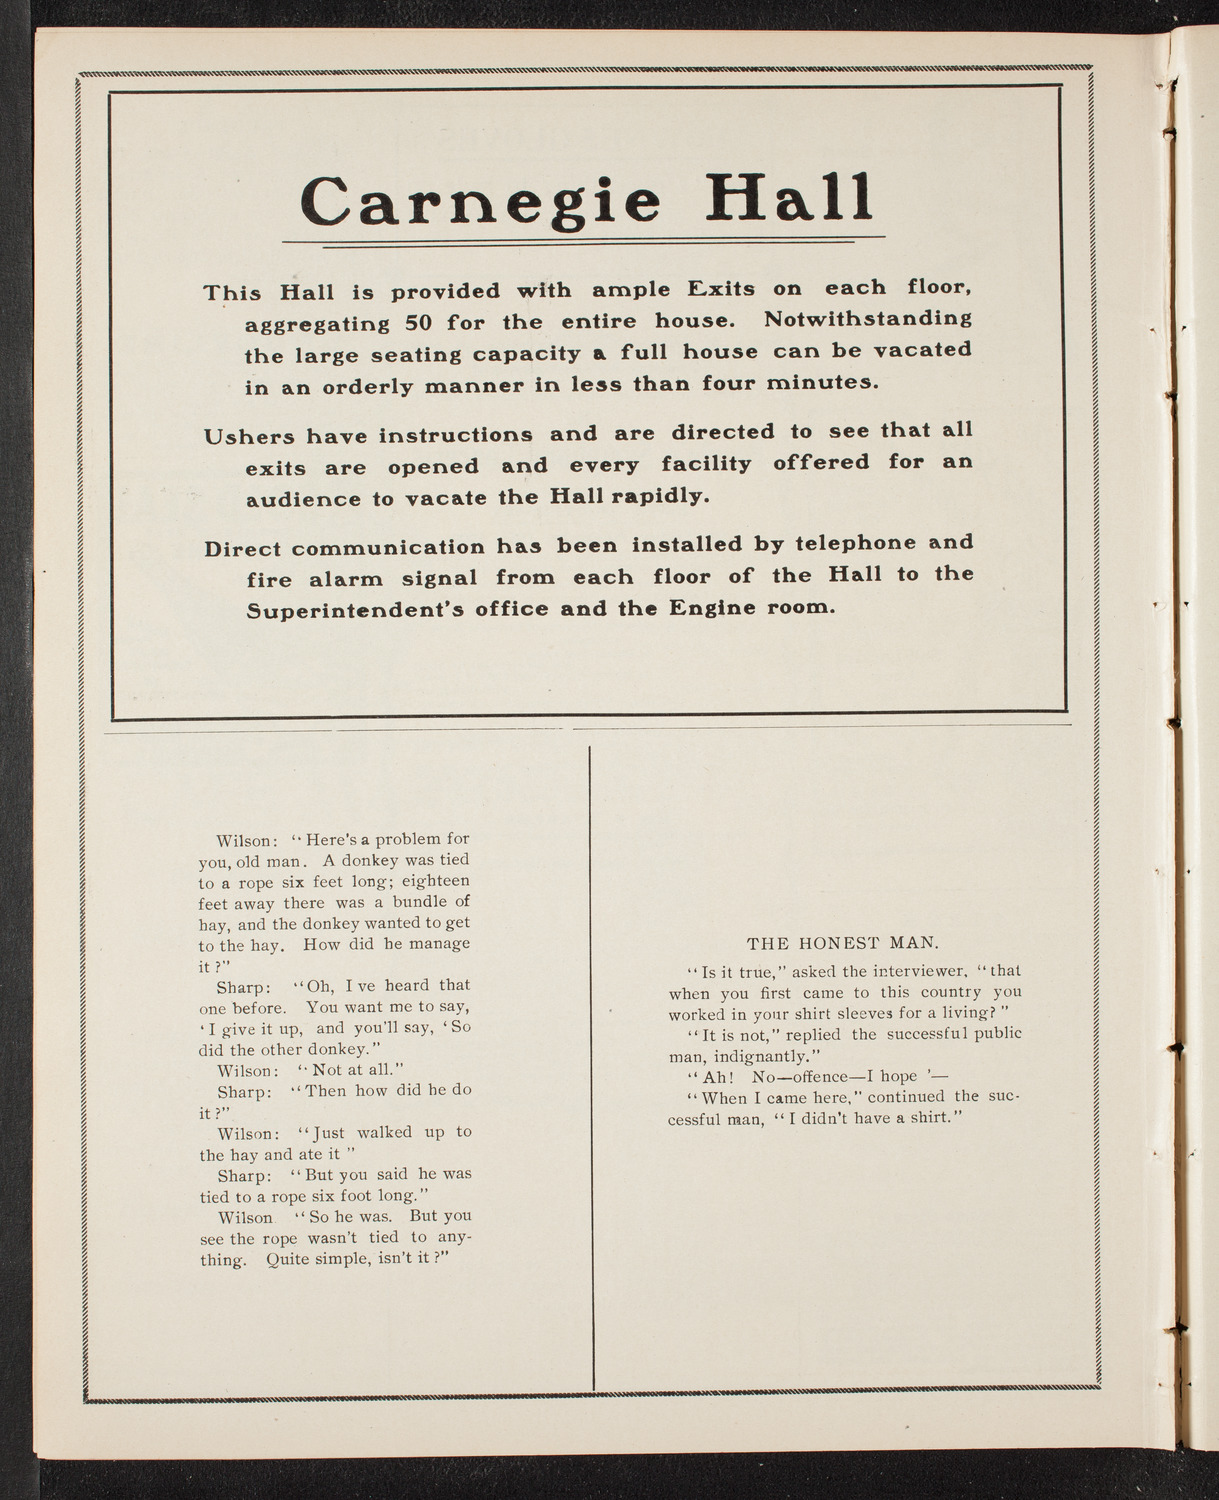 Carnegie Hall
This Hall is provided with ample Exits on each floor,
aggregating 50 for the entire house. Notwithstanding
the large seating capacity a full house can be vacated
in an orderly manner in less than four minutes.
Ushers have instructions and are directed to see that all
exits are opened and every facility offered for an
audience to vacate the Hall rapidly.
Direct communication has been installed by telephone and
fire alarm signal from each floor of the Hall to the
Superintendent's office and the Engine room.
Wilson: “Here's a problem for
you, old man. A donkey was tied
to a rope six feet long; eighteen
feet away there was a bundle of
hay, and the donkey wanted to get
to the hay. How did he manage
it?”
Sharp: “Oh, I ve heard that
one before. You want me to say,
‘I give it up, and you'll say, ‘So
did the other donkey.”
Wilson: “Not at all.”
Sharp: “Then how did he do
it?”
Wilson: “Just walked up to
the hay and ate it ”
Sharp: “But you said he was
tied to a rope six foot long.”
Wilson “So he was. But you
see the rope wasn't tied to any-
thing. Quite simple, isn't it?”
THE HONEST MAN.
“Is it true,” asked the interviewer, “that
when you first came to this country you
worked in your shirt sleeves for a living?”
“It is not,” replied the successful public
man, indignantly.”
“Ah! No—offence—I hope ’—
“When I came here,” continued the suc-
cessful man, “I didn't have a shirt.”